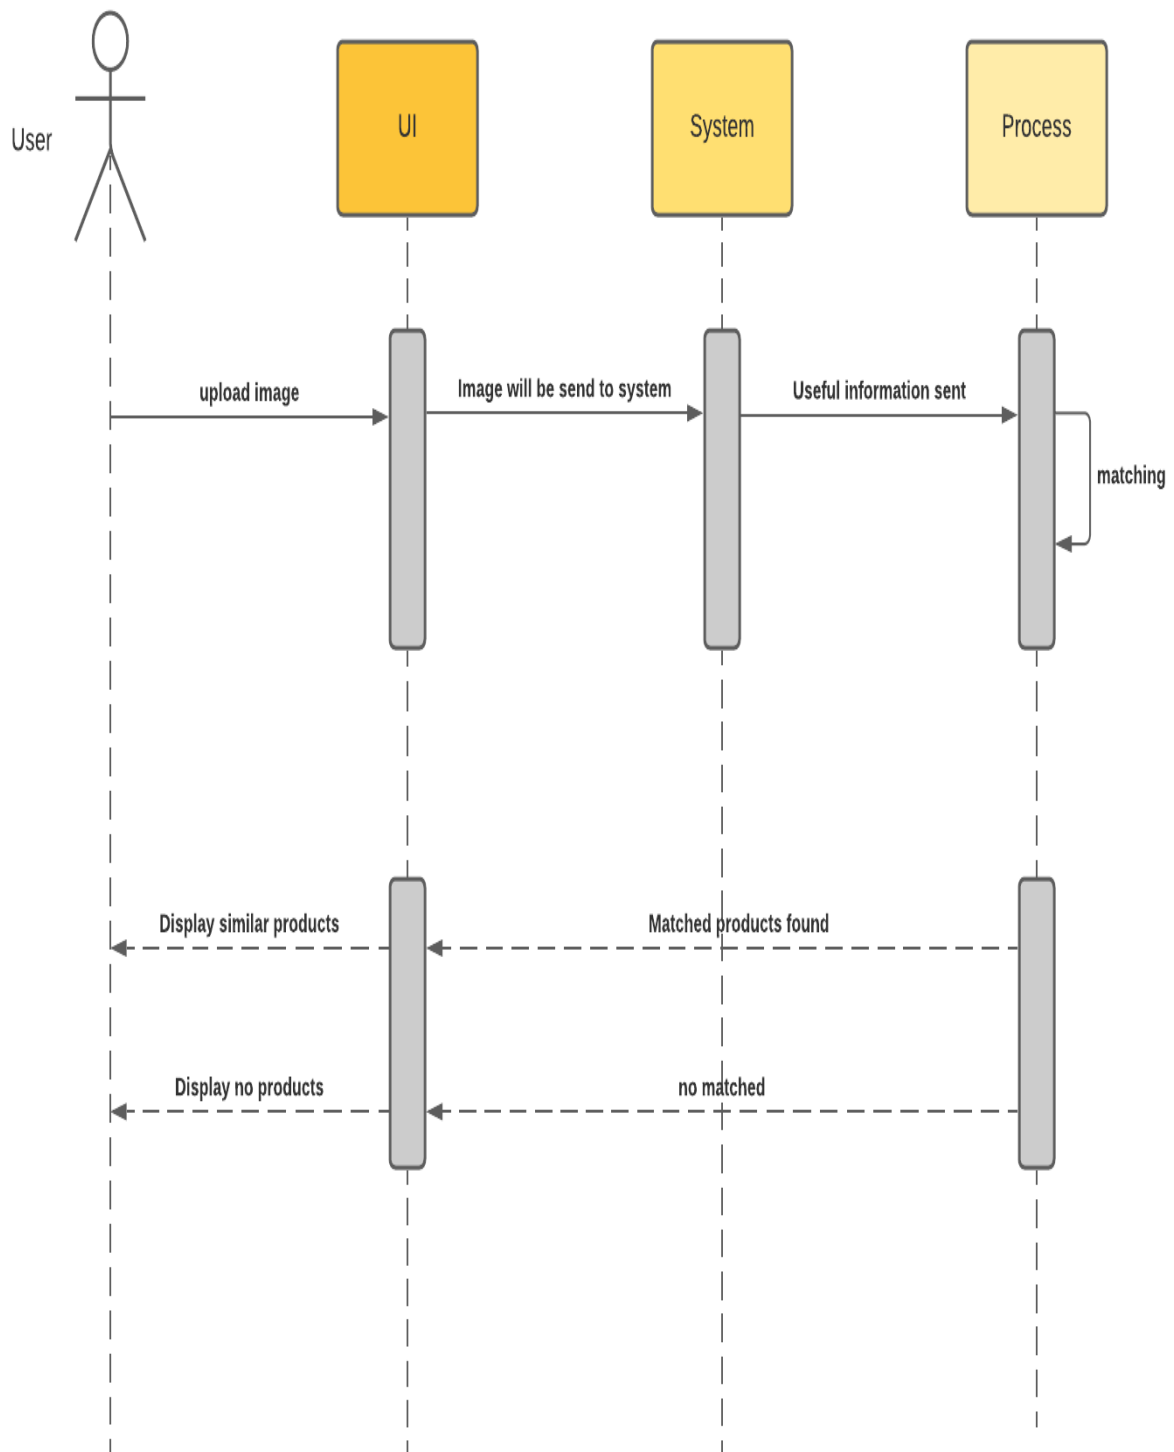 User
UI
System
Process
upload image
Image will be send to system
Useful information sent
matching
Display similar products
Matched products found
Display no products
no matched